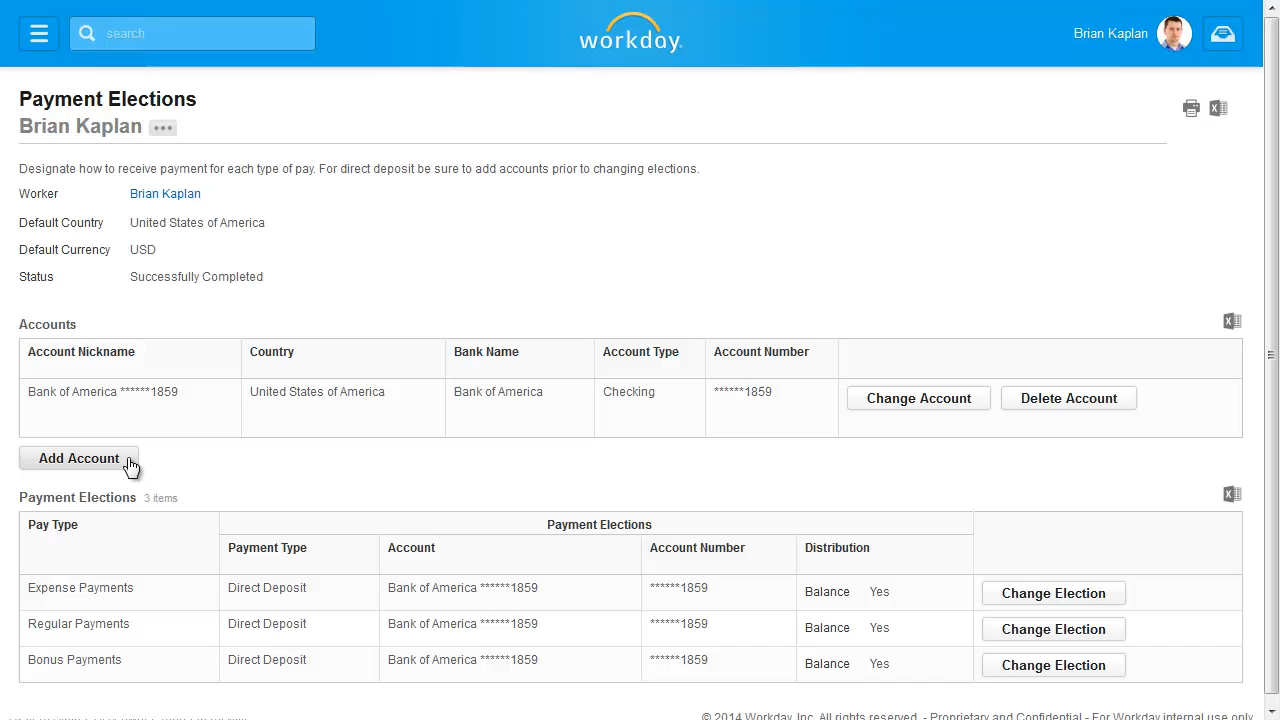 search
workday.
Brian Kaplan
Payment Elections
Brian Kaplan
Designate how to receive payment for each type of pay. For direct deposit be sure to add accounts prior to changing elections.
Worker Brian Kaplan
Default Country United States of America
Default Currency USD
Status Successfully Completed
Accounts
Account Nickname Country Bank Name Account Type Account Number
Bank of America ******1859 United States of America Bank of America Checking ******1859 Change Account Delete Account
Add Account
Payment Elections 3 items
Pay Type Payment Elections
Payment Type Account Account Number Distribution
Expense Payments Direct Deposit Bank of America ******1859 ******1859 Balance Yes Change Election
Regular Payments Direct Deposit Bank of America ******1859 ******1859 Balance Yes Change Election
Bonus Payments Direct Deposit Bank of America ******1859 ******1859 Balance Yes Change Election
© 2014 Workday, Inc. All rights reserved. - Proprietary and Confidential - For Workday internal use only